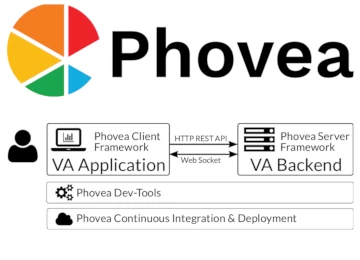 Phovea
Phovea Client
Framework
VA Application
HTTP REST API
Web Socket
Phovea Server
Framework
VA Backend
Phovea Dev-Tools
Phovea Continuous Integration & Deployment